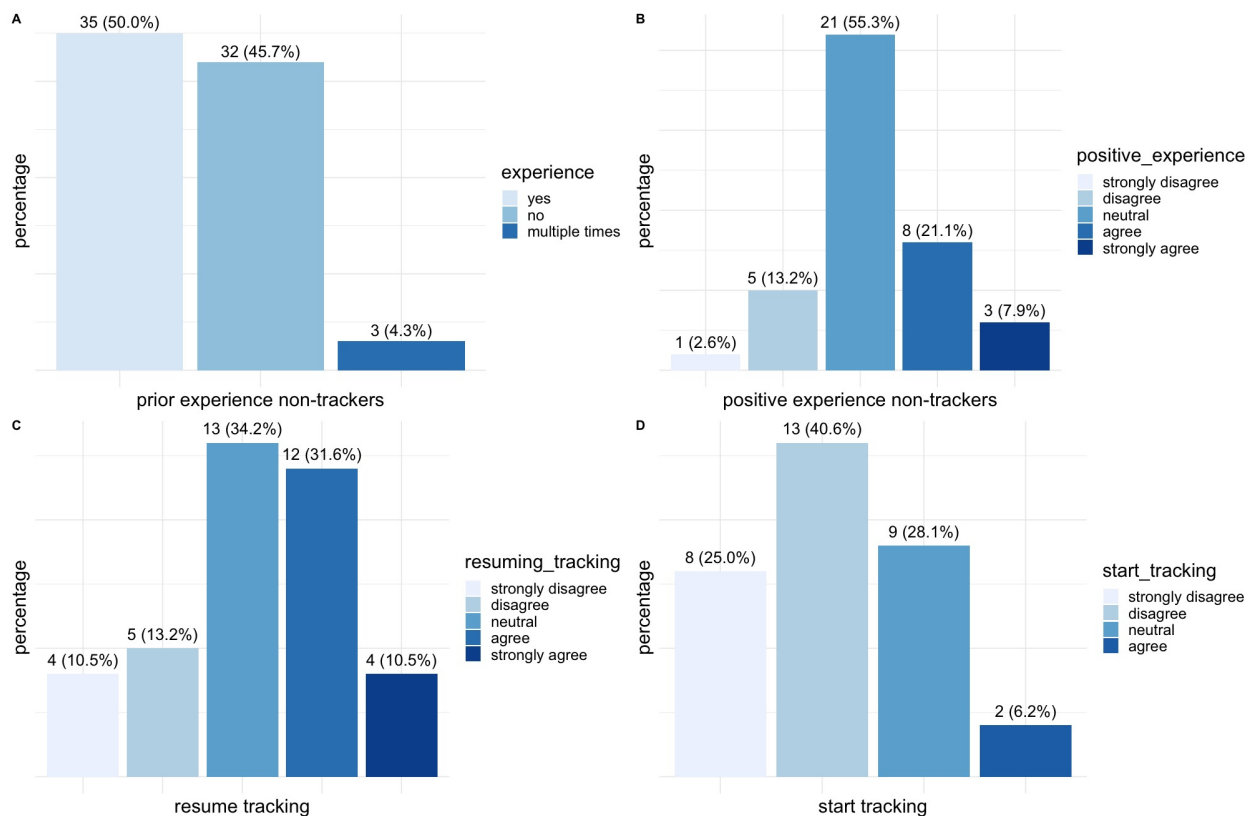 A
35 (50.0%)
32 (45.7%)
3 (4.3%)
percentage
prior experience non-trackers
experience
yes
no
multiple times
B
21 (55.3%)
8 (21.1%)
5 (13.2%)
3 (7.9%)
1 (2.6%)
percentage
positive experience non-trackers
positive_experience
strongly disagree
disagree
neutral
agree
strongly agree
C
13 (34.2%)
12 (31.6%)
5 (13.2%)
4 (10.5%)
4 (10.5%)
percentage
resume tracking
resuming_tracking
strongly disagree
disagree
neutral
agree
strongly agree
D
13 (40.6%)
9 (28.1%)
8 (25.0%)
2 (6.2%)
percentage
start tracking
start_tracking
strongly disagree
disagree
neutral
agree